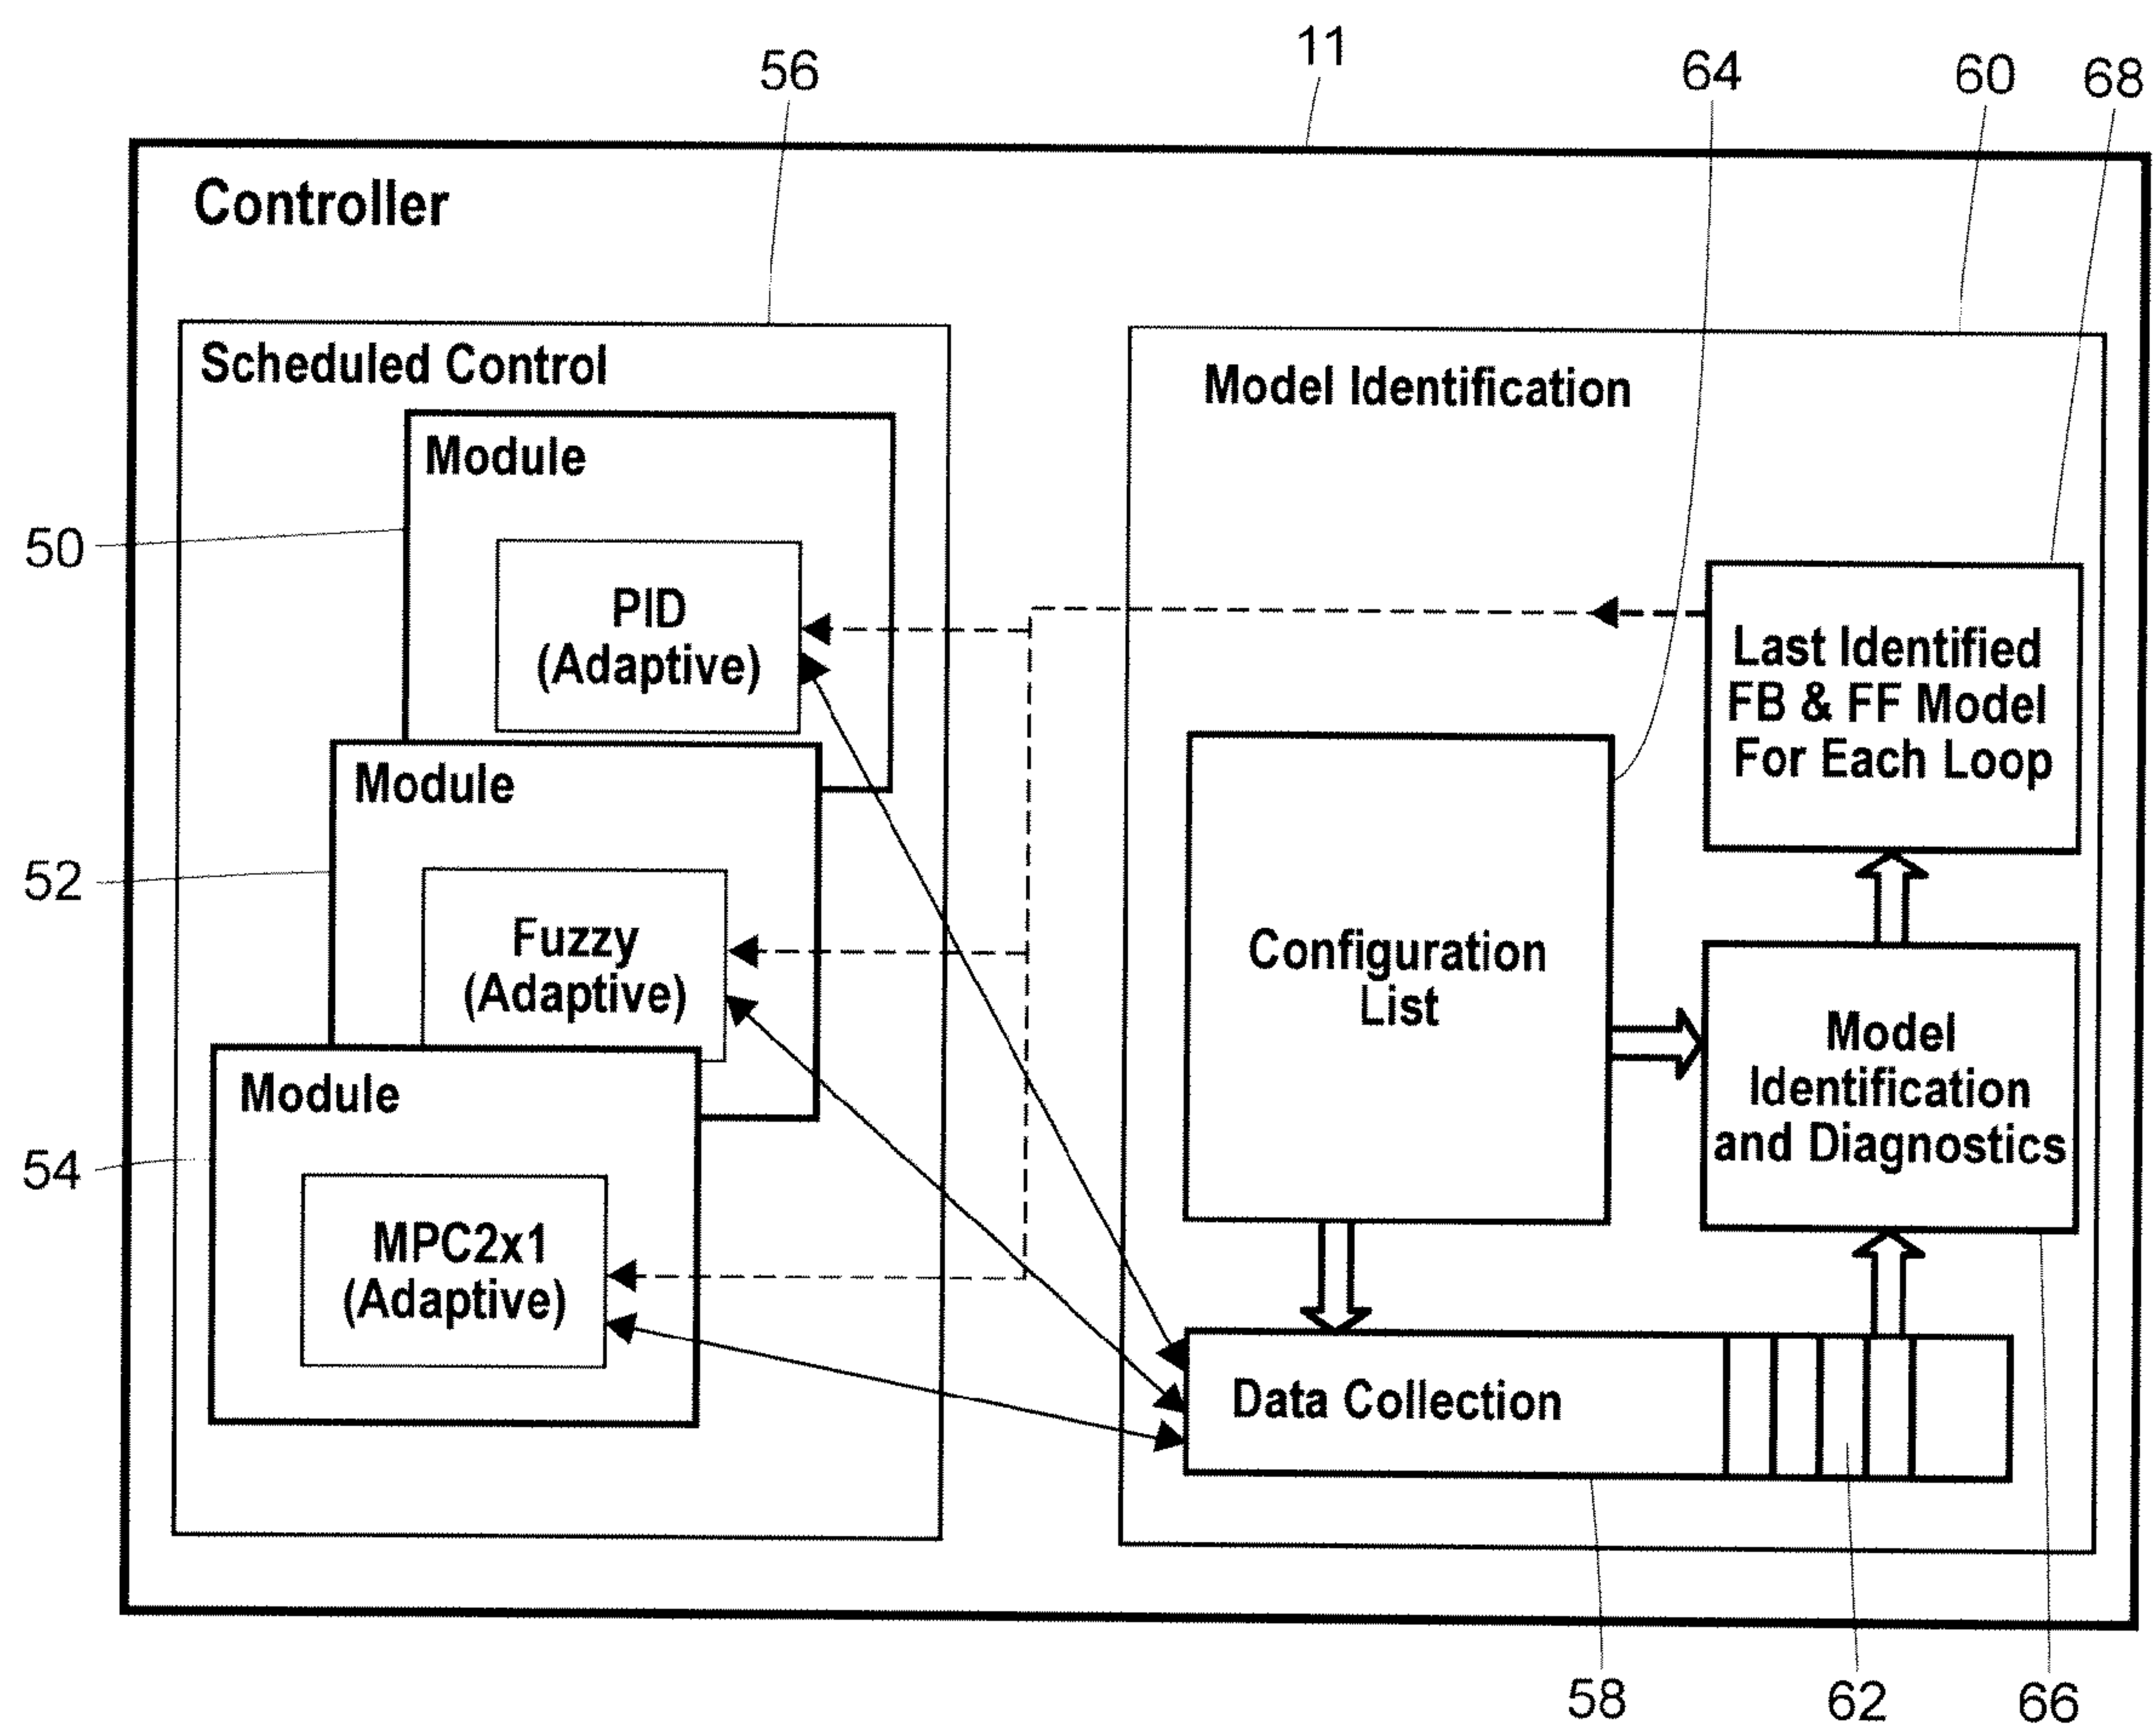 56
11
64
60
68
Controller
Scheduled Control
Model Identification
Module
50
PID
(Adaptive)
Last Identified
FB & FF Model
For Each Loop
Module
52
Fuzzy
(Adaptive)
Configuration
List
Model
Identification
and Diagnostics
Module
54
MPC2x1
(Adaptive)
Data Collection
58
62
66